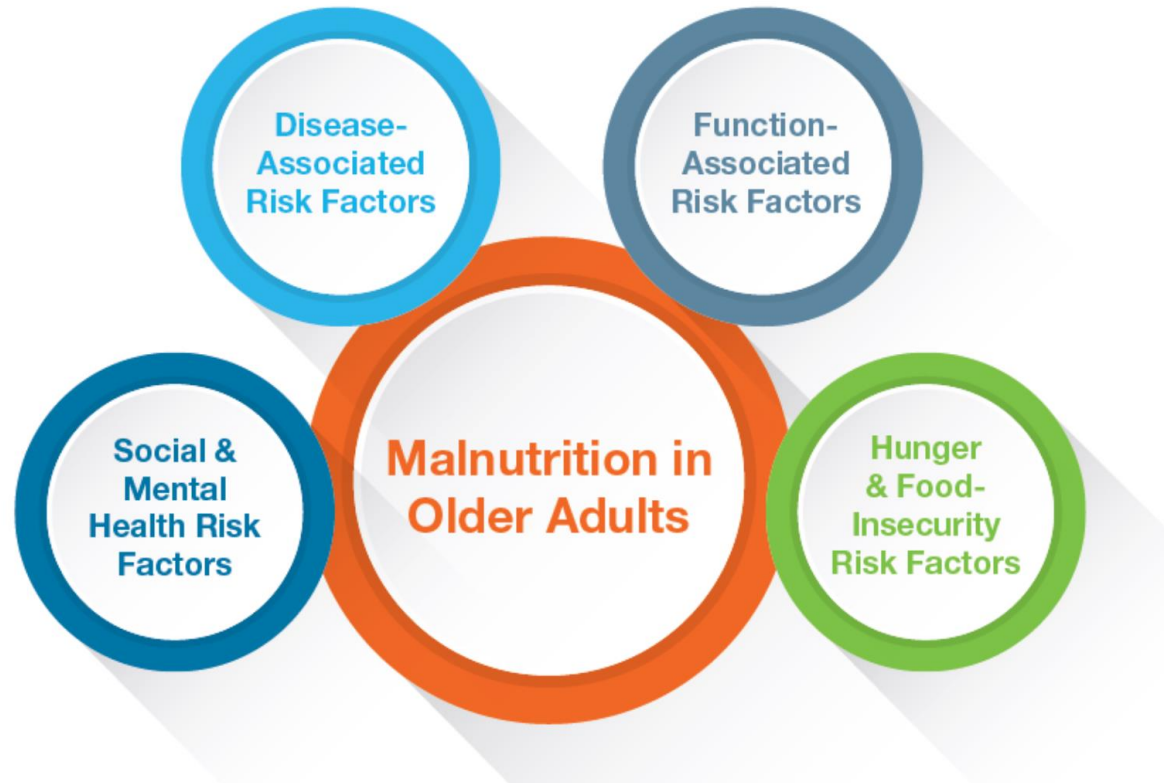 Disease-
Associated
Risk Factors
Function-
Associated
Risk Factors
Social &
Mental
Health Risk
Factors
Malnutrition in
Older Adults
Hunger
& Food-
Insecurity
Risk Factors